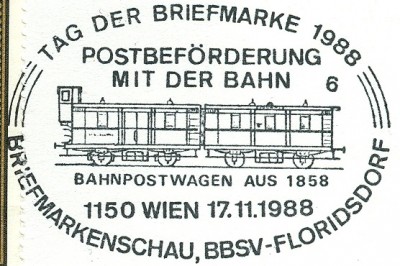 TAG DER BRIEFMARKE 1988
POSTBEFÖRDERUNG
MIT DER BAHN
6
BAHNPOSTWAGEN AUS 1858
1150 WIEN 17.11.1988
BRIEFMARKENSCHAU, BBSV-FLORIDSDORF